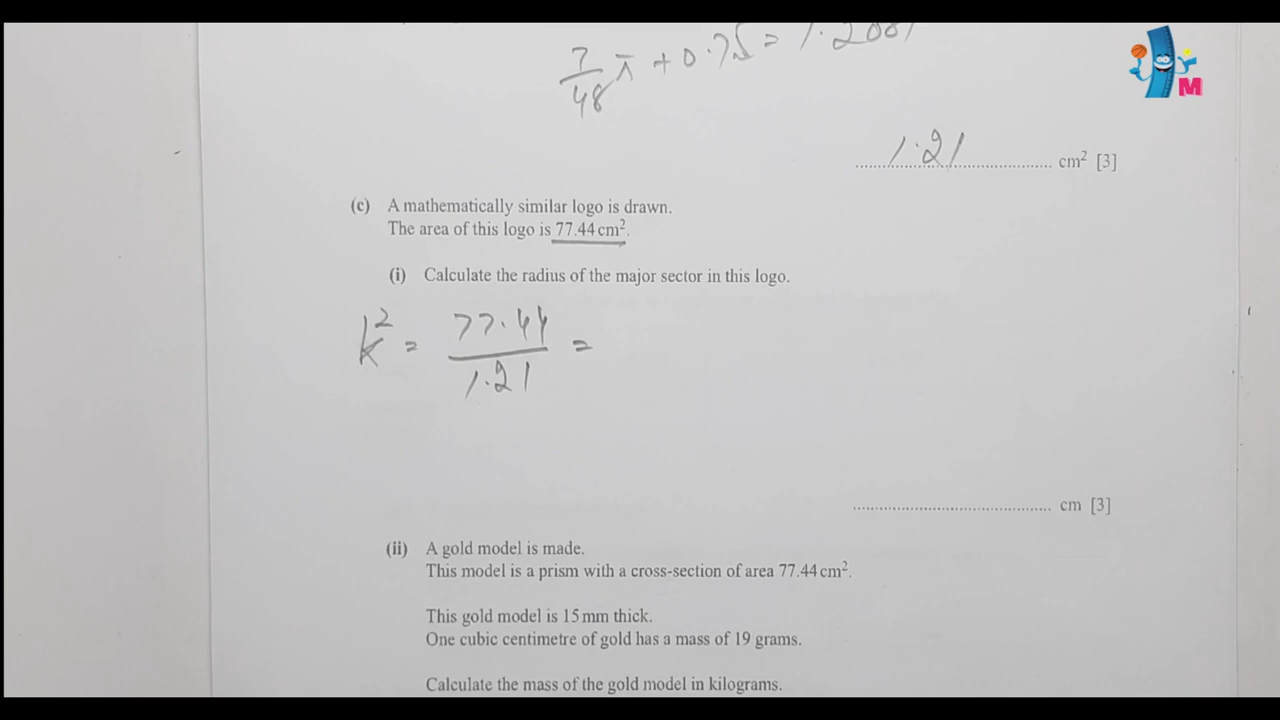 7/48 π + 0.75 = 1.2081
1.21 cm² [3]
(c) A mathematically similar logo is drawn.
The area of this logo is 77.44 cm².
(i) Calculate the radius of the major sector in this logo.
k² = 77.44/1.21 =
cm [3]
(ii) A gold model is made.
This model is a prism with a cross-section of area 77.44 cm².
This gold model is 15 mm thick.
One cubic centimetre of gold has a mass of 19 grams.
Calculate the mass of the gold model in kilograms.
M